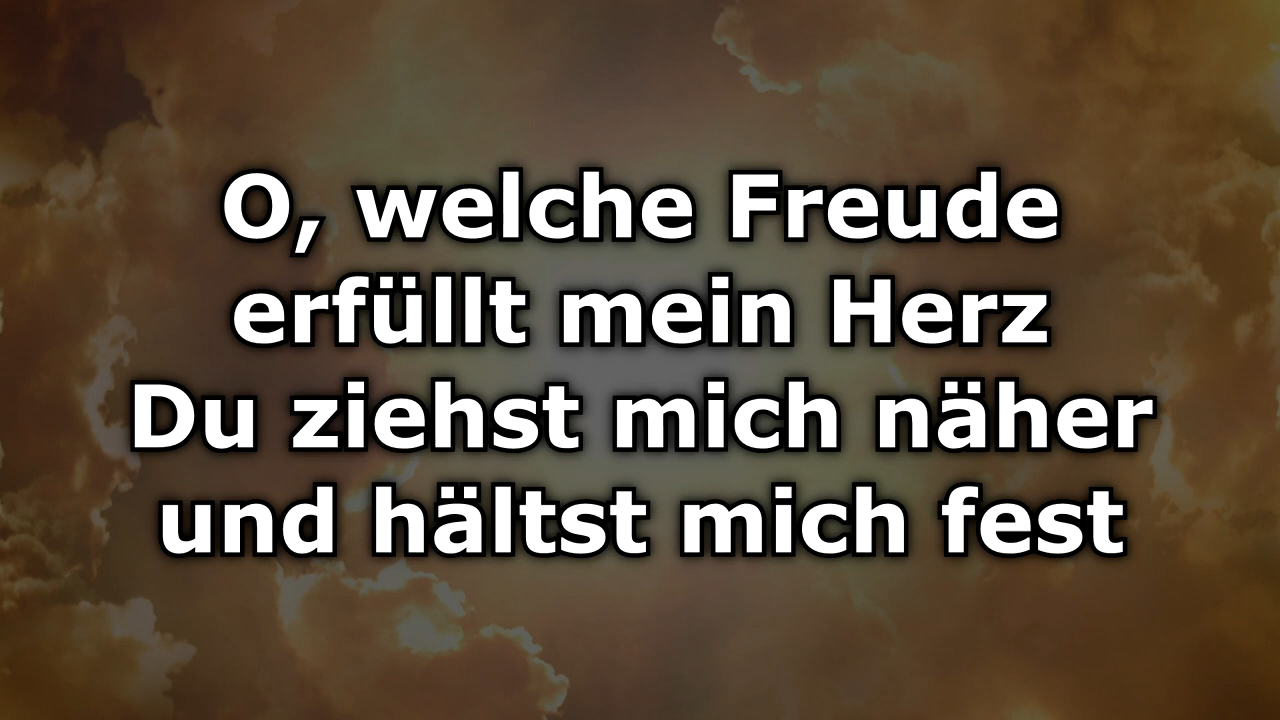 O, welche Freude
erfüllt mein Herz
Du ziehst mich näher
und hältst mich fest